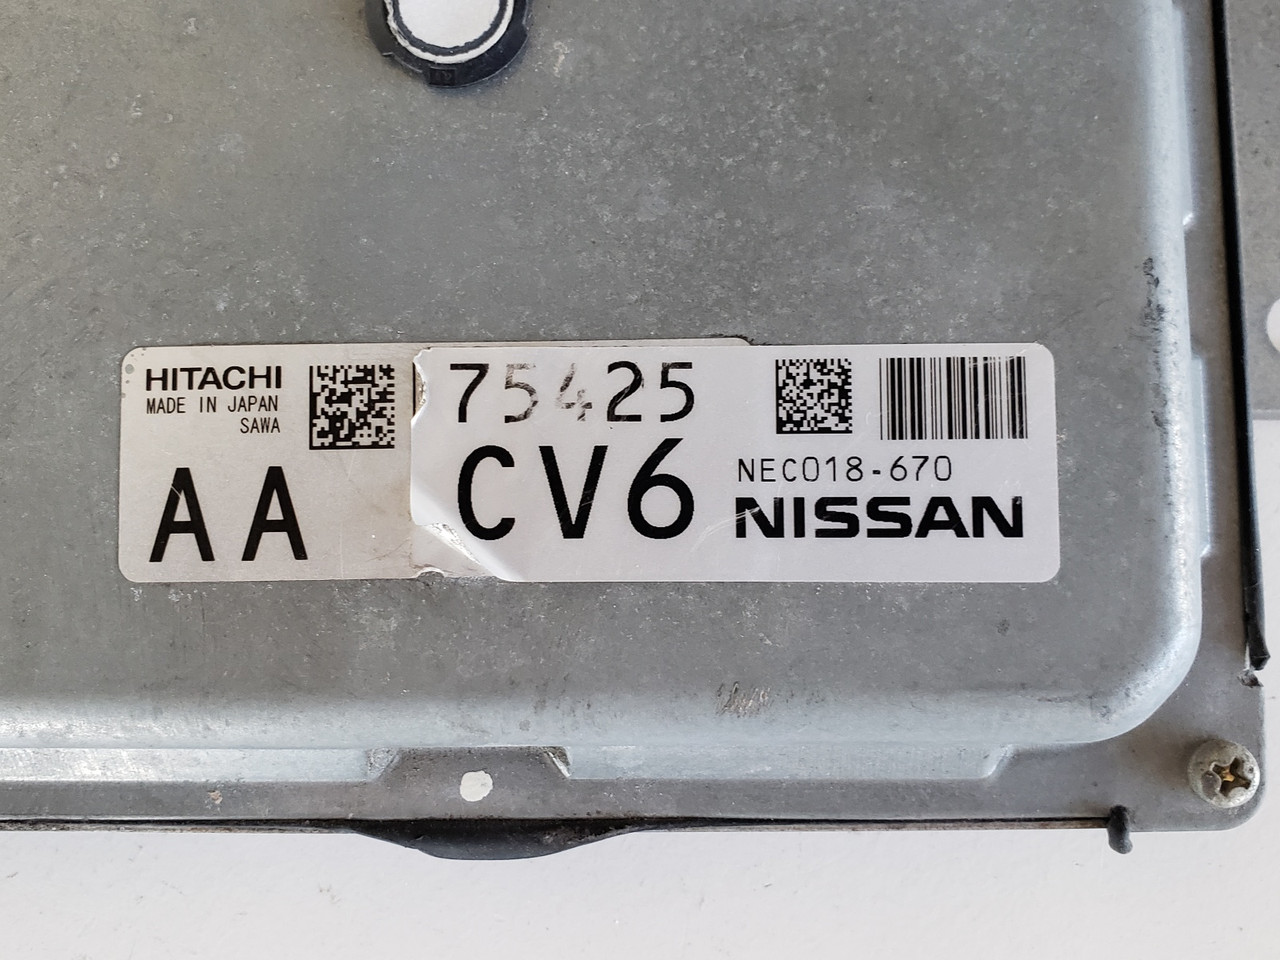 HITACHI
MADE IN JAPAN
SAWA
AA
75425
CV6
NEC018-670
NISSAN